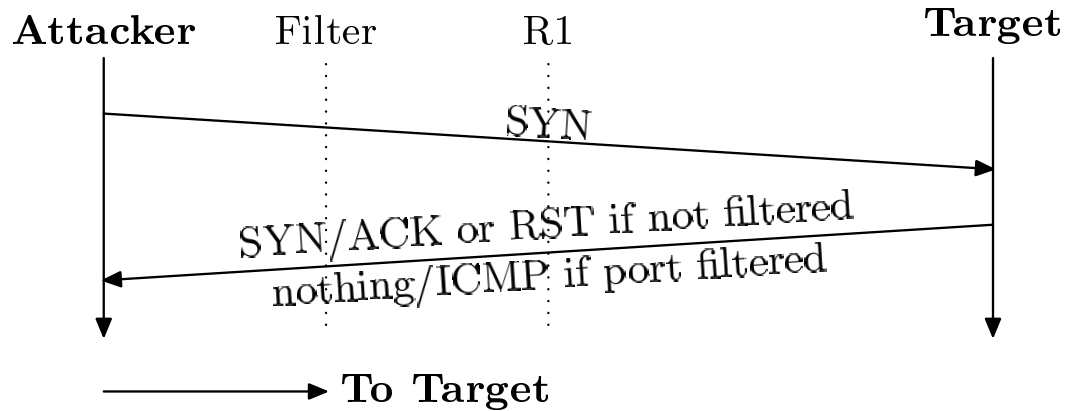 Attacker Filter R1 Target
SYN
SYN/ACK or RST if not filtered
nothing/ICMP if port filtered
To Target